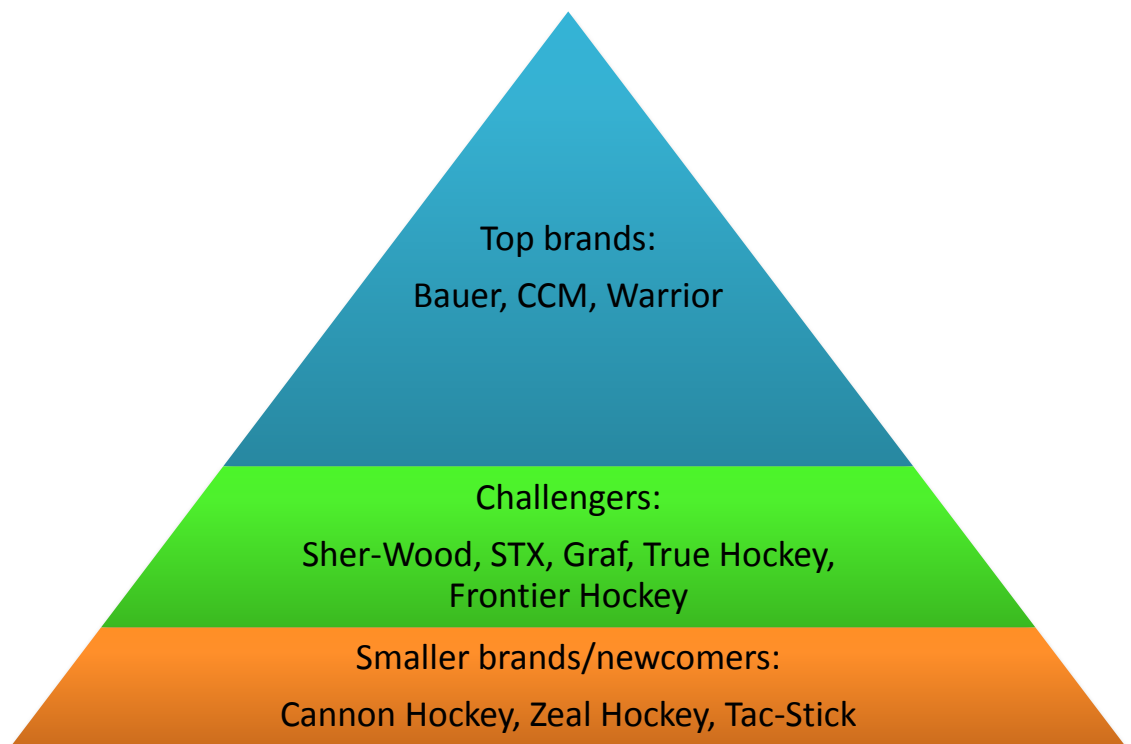 Top brands:
Bauer, CCM, Warrior
Challengers:
Sher-Wood, STX, Graf, True Hockey,
Frontier Hockey
Smaller brands/newcomers:
Cannon Hockey, Zeal Hockey, Tac-Stick